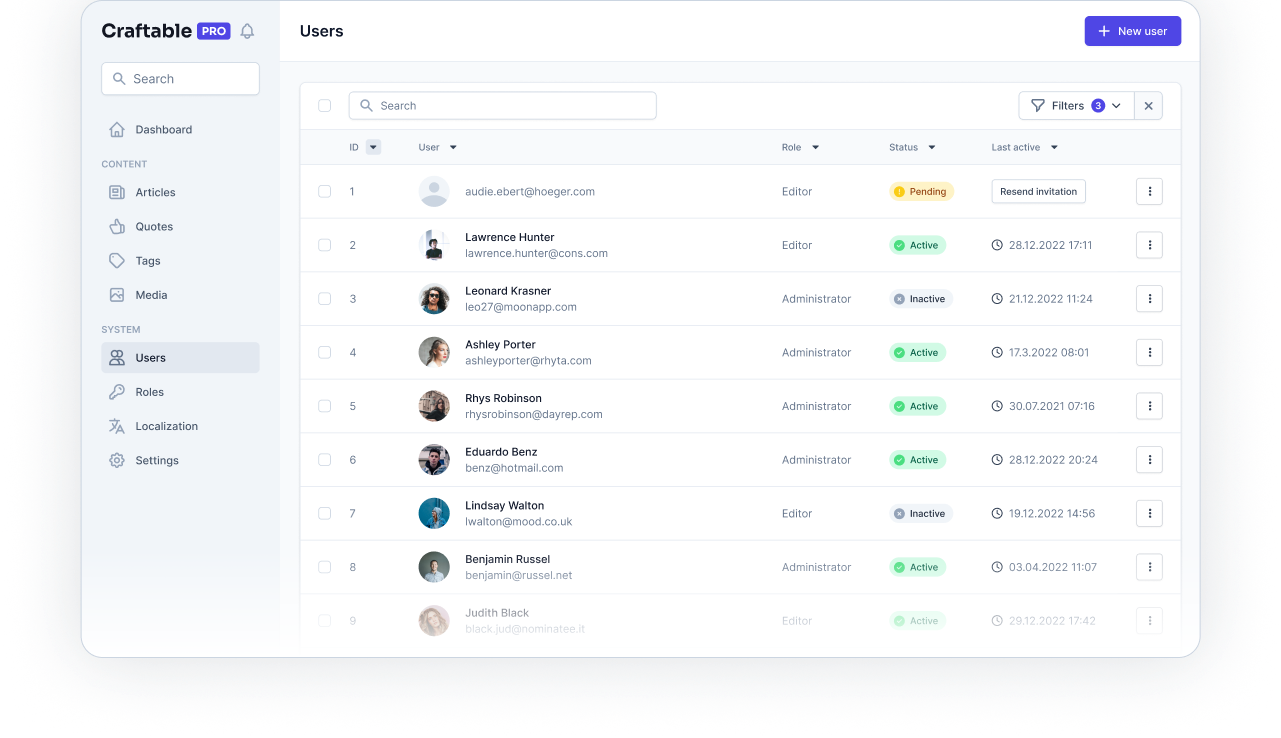 Craftable PRO
Search
Dashboard
CONTENT
Articles
Quotes
Tags
Media
SYSTEM
Users
Roles
Localization
Settings
Users
New user
Search
Filters 3
ID User Role Status Last active
1 audie.ebert@hoeger.com Editor Pending Resend invitation
2 Lawrence Hunter Editor Active 28.12.2022 17:11
lawrence.hunter@cons.com
3 Leonard Krasner Administrator Inactive 21.12.2022 11:24
leo27@moonapp.com
4 Ashley Porter Administrator Active 17.3.2022 08:01
ashleyporter@rhyta.com
5 Rhys Robinson Administrator Active 30.07.2021 07:16
rhysrobinson@dayrep.com
6 Eduardo Benz Administrator Active 28.12.2022 20:24
benz@hotmail.com
7 Lindsay Walton Editor Inactive 19.12.2022 14:56
lwalton@mood.co.uk
8 Benjamin Russel Administrator Active 03.04.2022 11:07
benjamin@russel.net
9 Judith Black Editor Active 29.12.2022 17:42
black.jud@nominatee.it